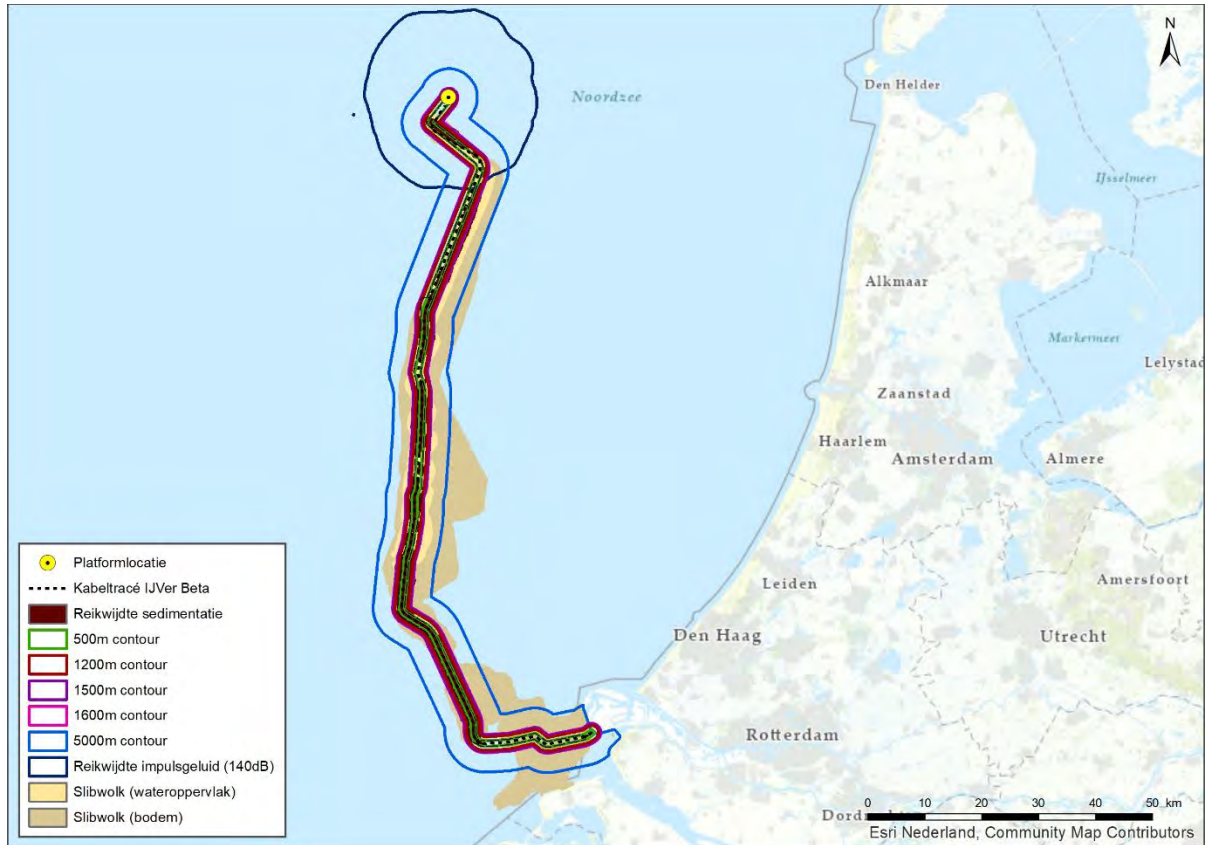 N
Den Helder
Noordzee
IJsselmeer
Alkmaar
Markermeer
Lelystad
Zaanstad
Haarlem
Amsterdam
Almere
Leiden
Amersfoort
Den Haag
Utrecht
Rotterdam
Platformlocatie
Kabeltracé IJVer Beta
Reikwijdte sedimentatie
500m contour
1200m contour
1500m contour
1600m contour
5000m contour
Reikwijdte impulsgeluid (140dB)
Slibwolk (wateroppervlak)
Slibwolk (bodem)
0 10 20 30 40 50 km
Esri Nederland, Community Map Contributors